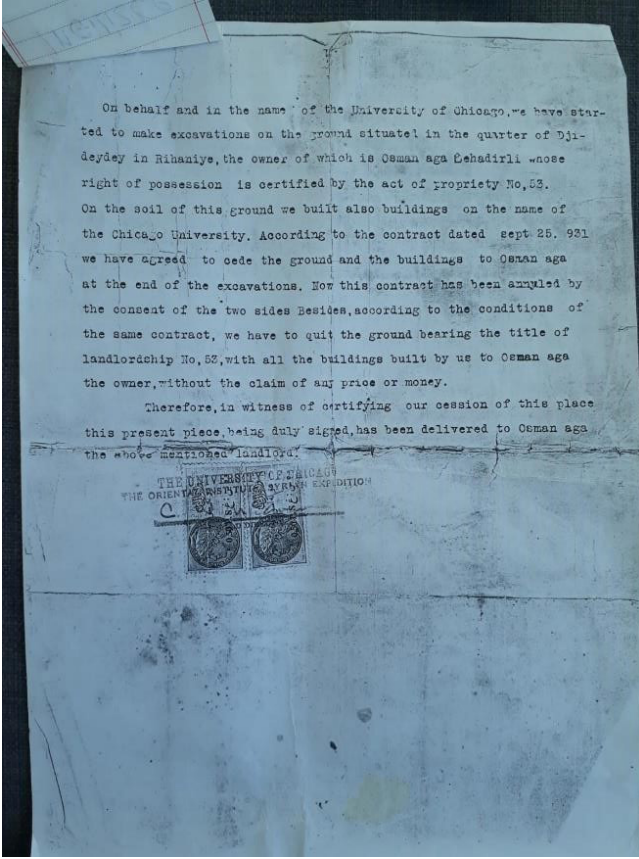 On behalf and in the name of the University of Chicago, we have star-
ted to make excavations on the ground situated in the quarter of Dji-
deydey in Rihaniye, the owner of which is Osman aga Behadirli whose
right of possession is certified by the act of propriety No, 53.
On the soil of this ground we built also buildings on the name of
the Chicago University. According to the contract dated sept 25. 931
we have agreed to cede the ground and the buildings to Osman aga
at the end of the excavations. Now this contract has been annuled by
the consent of the two sides Besides, according to the conditions of
the same contract, we have to quit the ground bearing the title of
landlordship No, 53, with all the buildings built by us to Osman aga
the owner, without the claim of any price or money.
Therefore, in witness of certifying our cession of this place
this present piece, being duly signed, has been delivered to Osman aga
the above mentioned landlord.
THE UNIVERSITY OF CHICAGO
THE ORIENTAL INSTITUTE SYRIAN EXPEDITION